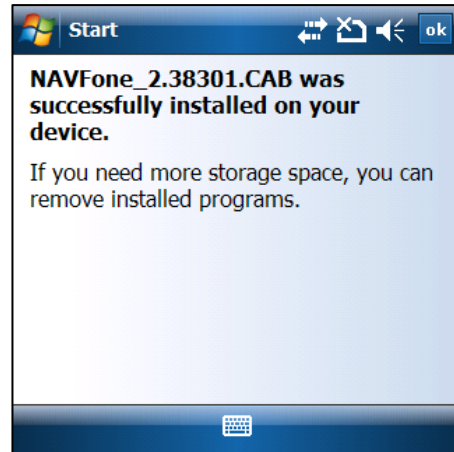 Start
ok
NAVFone_2.38301.CAB was
successfully installed on your
device.
If you need more storage space, you can
remove installed programs.